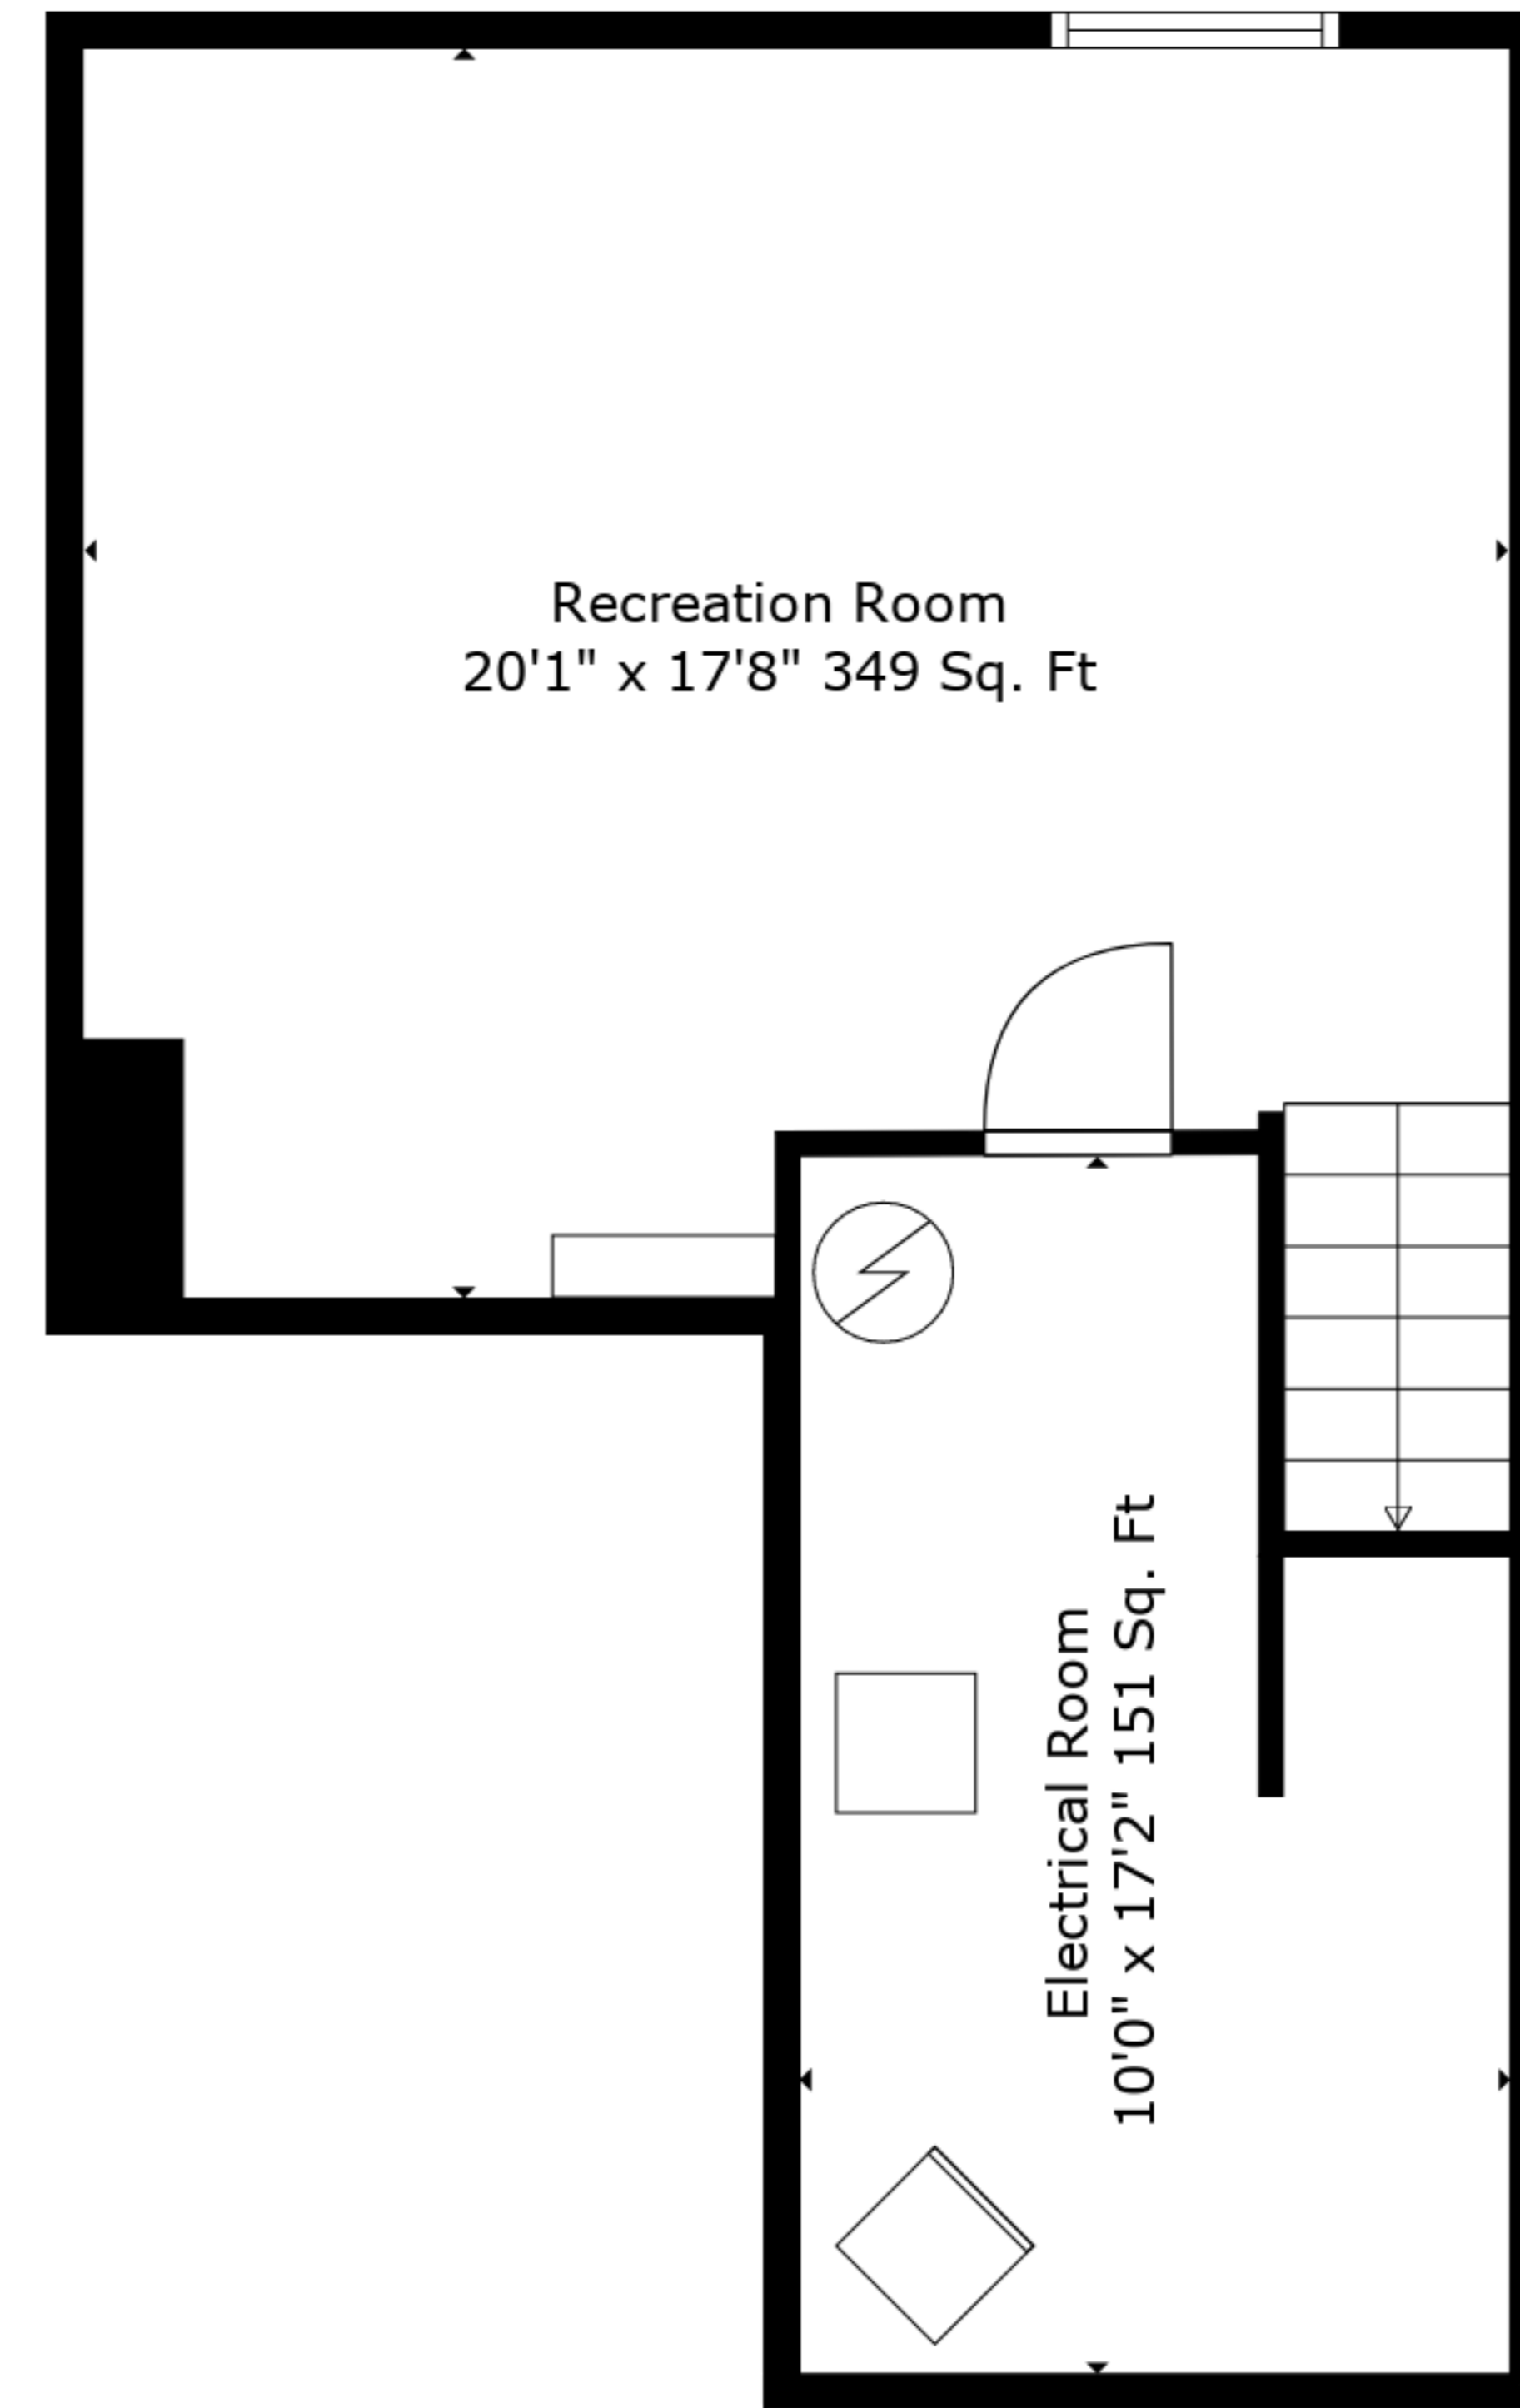 Recreation Room
20'1" x 17'8" 349 Sq. Ft
Electrical Room
10'0" x 17'2" 151 Sq. Ft